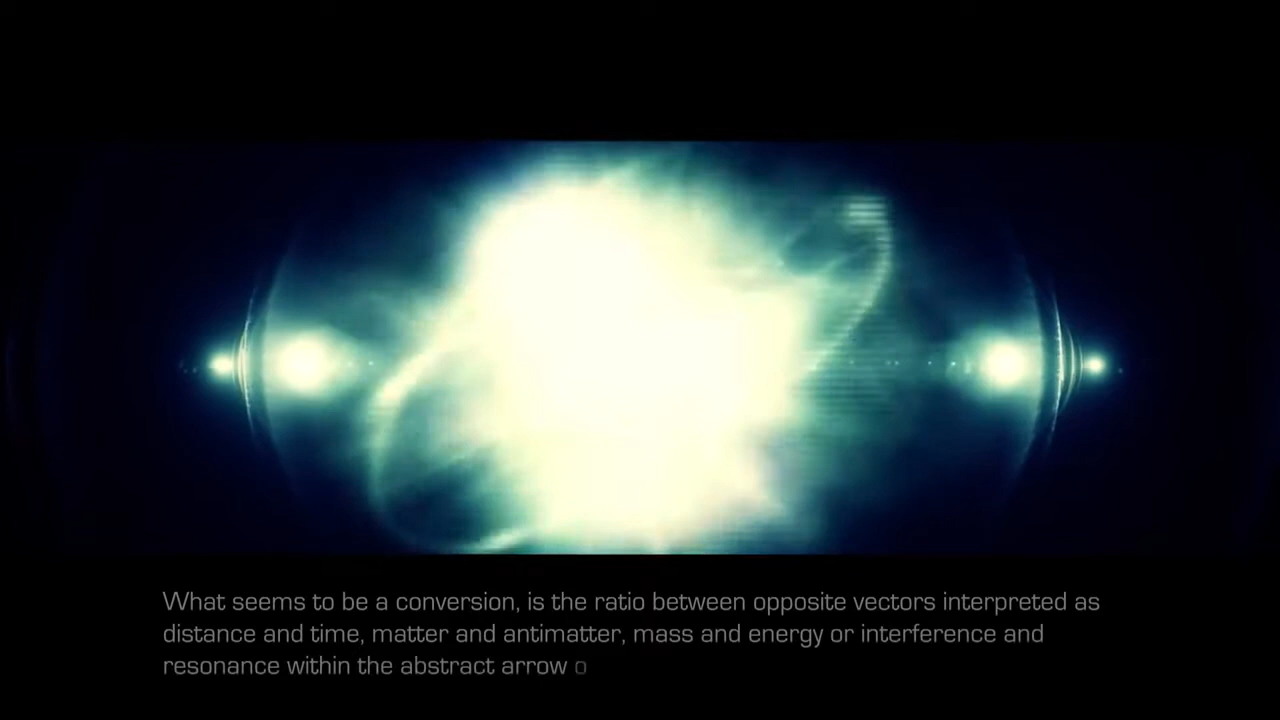 What seems to be a conversion, is the ratio between opposite vectors interpreted as
distance and time, matter and antimatter, mass and energy or interference and
resonance within the abstract arrow o